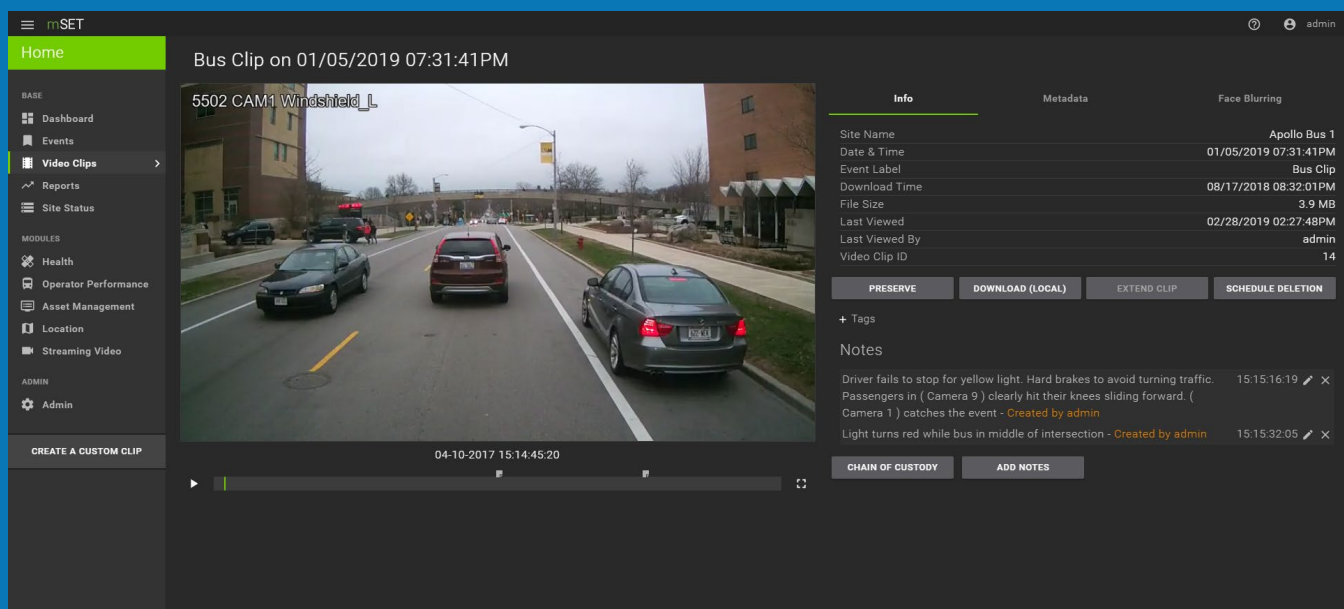 mSET
admin
Home
Bus Clip on 01/05/2019 07:31:41PM
BASE
Dashboard
Events
Video Clips
Reports
Site Status
MODULES
Health
Operator Performance
Asset Management
Location
Streaming Video
ADMIN
Admin
CREATE A CUSTOM CLIP
5502 CAM1 Windshield_L
04-10-2017 15:14:45:20
Info Metadata Face Blurring
Site Name Apollo Bus 1
Date & Time 01/05/2019 07:31:41PM
Event Label Bus Clip
Download Time 08/17/2018 08:32:01PM
File Size 3.9 MB
Last Viewed 02/28/2019 02:27:48PM
Last Viewed By admin
Video Clip ID 14
PRESERVE DOWNLOAD (LOCAL) EXTEND CLIP SCHEDULE DELETION
+ Tags
Notes
Driver fails to stop for yellow light. Hard brakes to avoid turning traffic. 15:15:16:19
Passengers in ( Camera 9 ) clearly hit their knees sliding forward. (
Camera 1 ) catches the event - Created by admin
Light turns red while bus in middle of intersection - Created by admin 15:15:32:05
CHAIN OF CUSTODY ADD NOTES